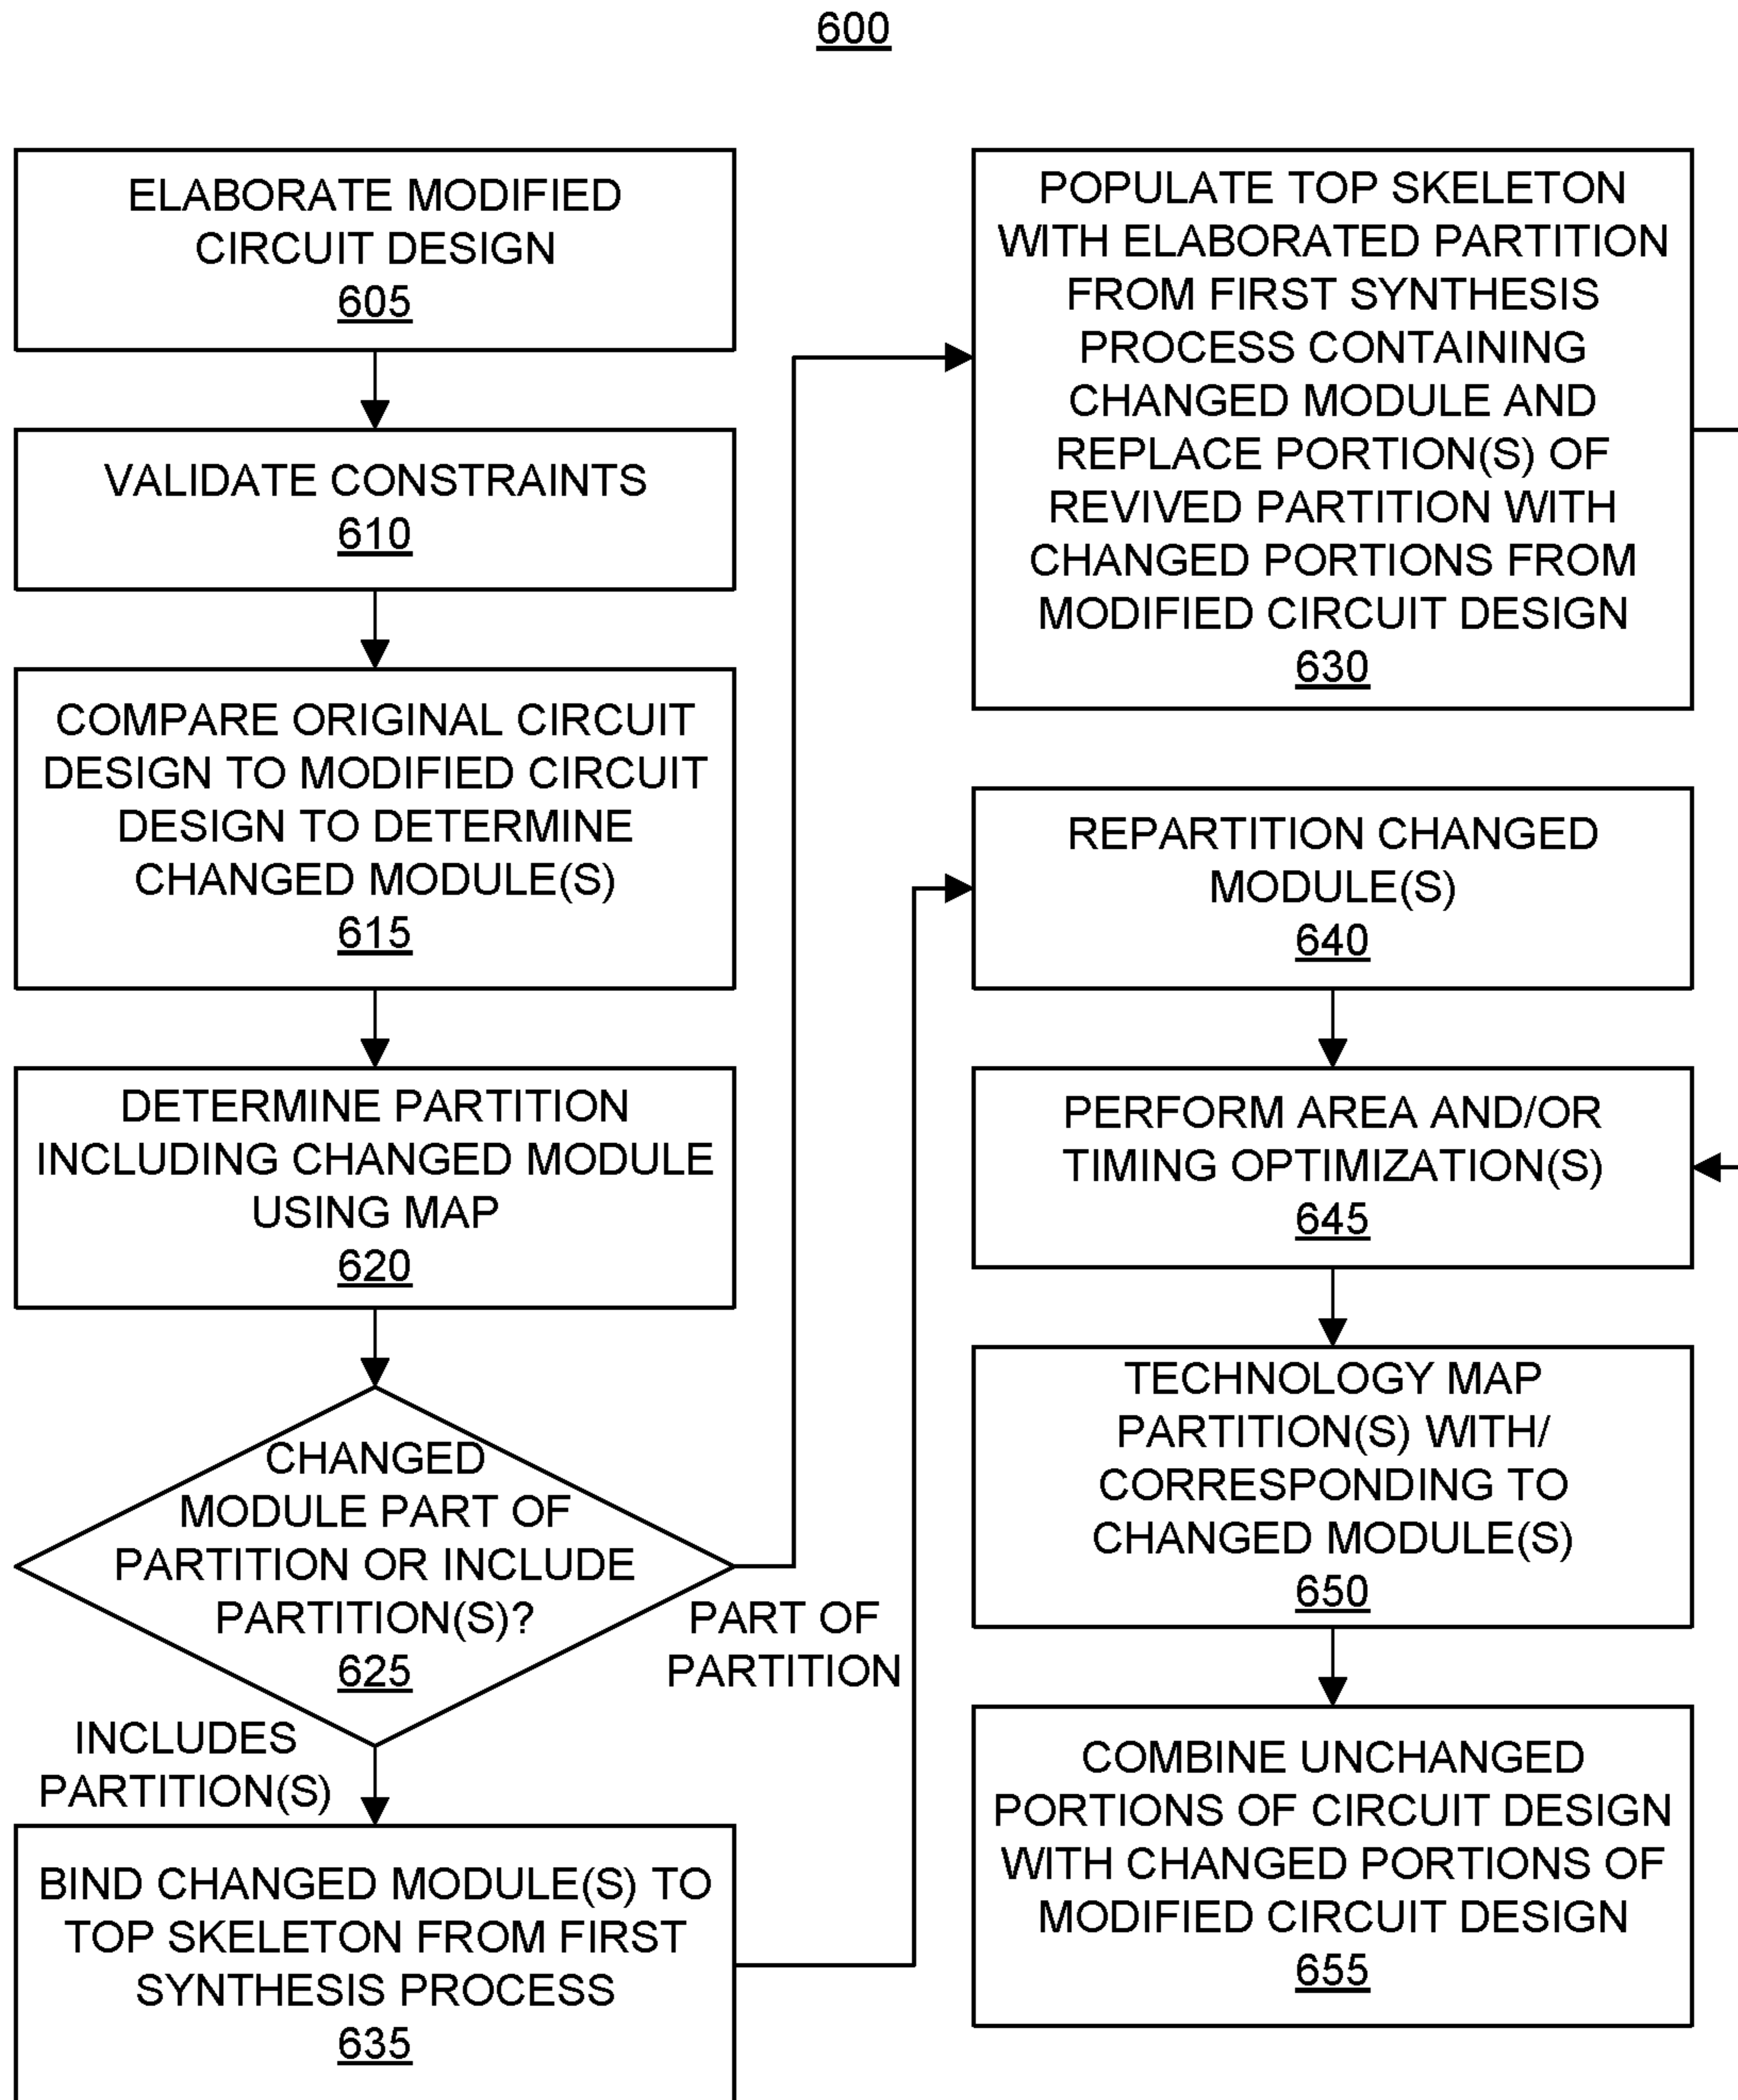 600
ELABORATE MODIFIED
CIRCUIT DESIGN
605
VALIDATE CONSTRAINTS
610
COMPARE ORIGINAL CIRCUIT
DESIGN TO MODIFIED CIRCUIT
DESIGN TO DETERMINE
CHANGED MODULE(S)
615
DETERMINE PARTITION
INCLUDING CHANGED MODULE
USING MAP
620
CHANGED
MODULE PART OF
PARTITION OR INCLUDE
PARTITION(S)?
625
PART OF
PARTITION
INCLUDES
PARTITION(S)
BIND CHANGED MODULE(S) TO
TOP SKELETON FROM FIRST
SYNTHESIS PROCESS
635
POPULATE TOP SKELETON
WITH ELABORATED PARTITION
FROM FIRST SYNTHESIS
PROCESS CONTAINING
CHANGED MODULE AND
REPLACE PORTION(S) OF
REVIVED PARTITION WITH
CHANGED PORTIONS FROM
MODIFIED CIRCUIT DESIGN
630
REPARTITION CHANGED
MODULE(S)
640
PERFORM AREA AND/OR
TIMING OPTIMIZATION(S)
645
TECHNOLOGY MAP
PARTITION(S) WITH/
CORRESPONDING TO
CHANGED MODULE(S)
650
COMBINE UNCHANGED
PORTIONS OF CIRCUIT DESIGN
WITH CHANGED PORTIONS OF
MODIFIED CIRCUIT DESIGN
655